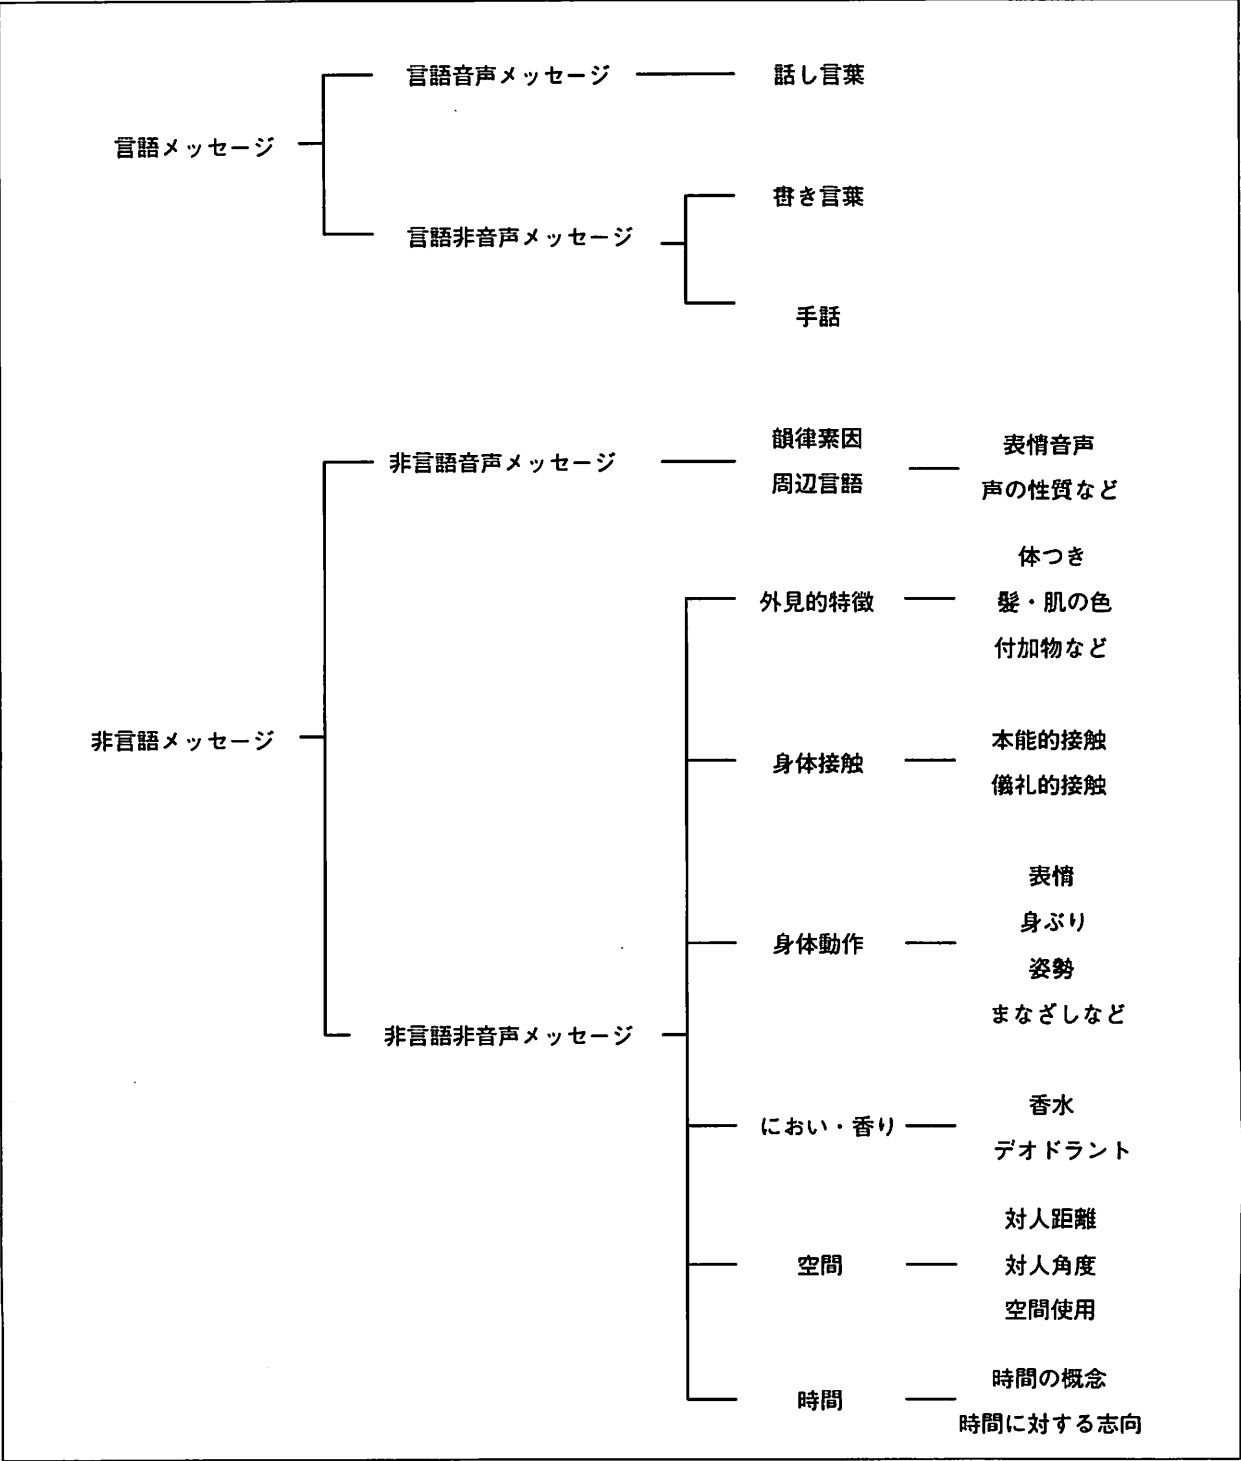 言語メッセージ
言語音声メッセージ
話し言葉
言語非音声メッセージ
書き言葉
手話
非言語メッセージ
非言語音声メッセージ
韻律素因
周辺言語
表情音声
声の性質など
非言語非音声メッセージ
外見的特徴
体つき
髪・肌の色
付加物など
身体接触
本能的接触
儀礼的接触
身体動作
表情
身ぶり
姿勢
まなざしなど
におい・香り
香水
デオドラント
空間
対人距離
対人角度
空間使用
時間
時間の概念
時間に対する志向